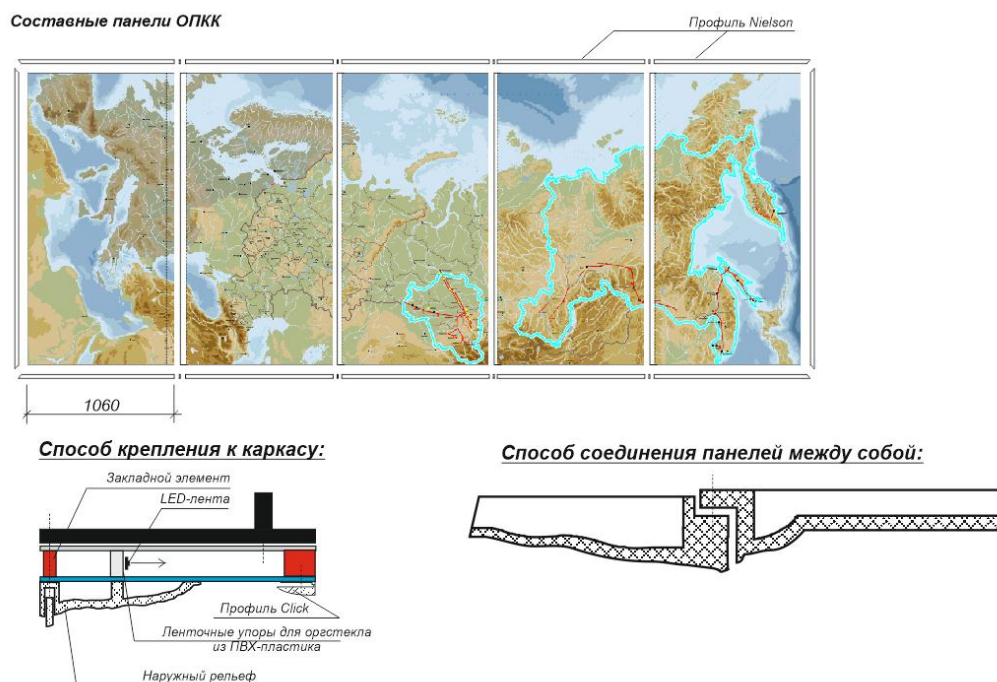 Составные панели ОПКК
Профиль Nielson
1060
Способ крепления к каркасу:
Закладной элемент
LED-лента
Профиль Click
Ленточные упоры для оргстекла
из ПВХ-пластика
Наружный рельеф
Способ соединения панелей между собой: